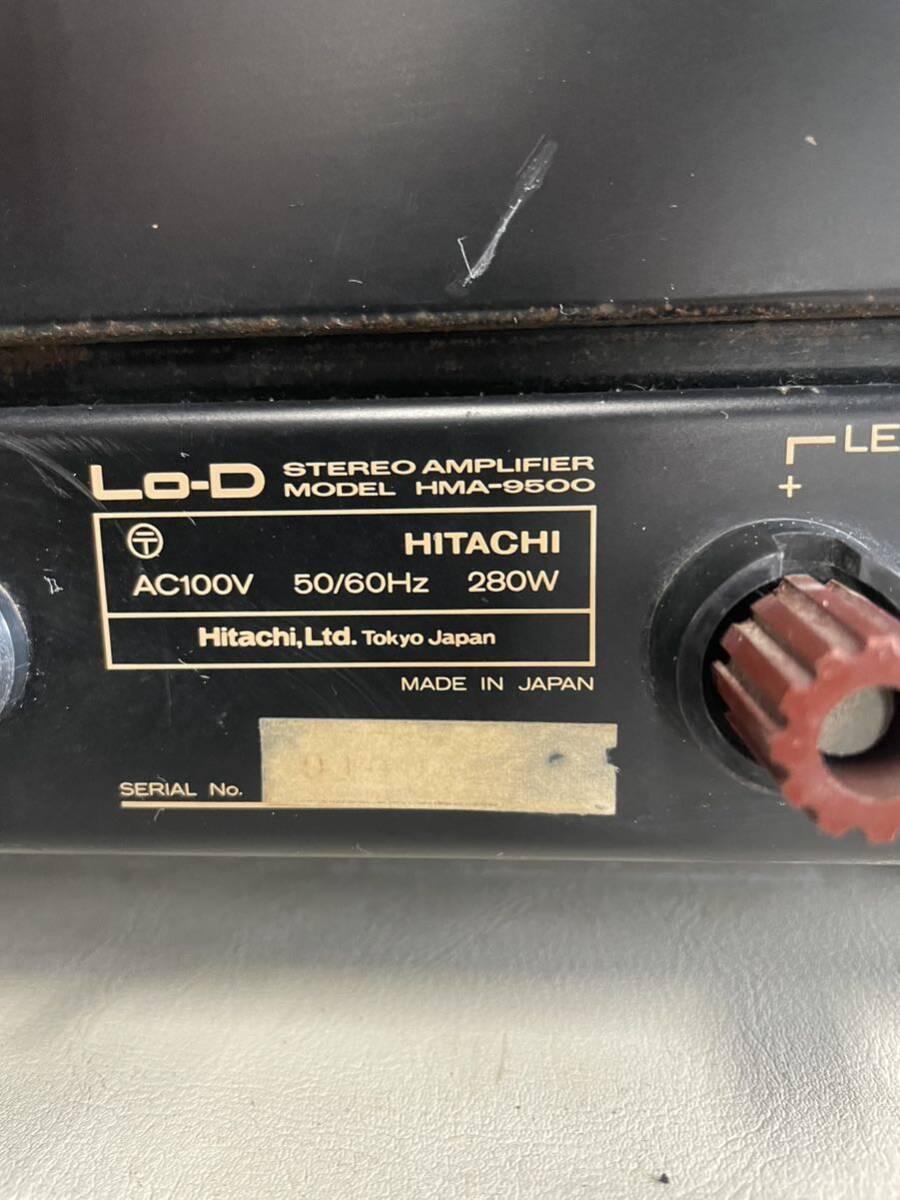 Lo-D STEREO AMPLIFIER
MODEL HMA-9500
HITACHI
AC100V 50/60Hz 280W
Hitachi,Ltd. Tokyo Japan
MADE IN JAPAN
SERIAL No.
+